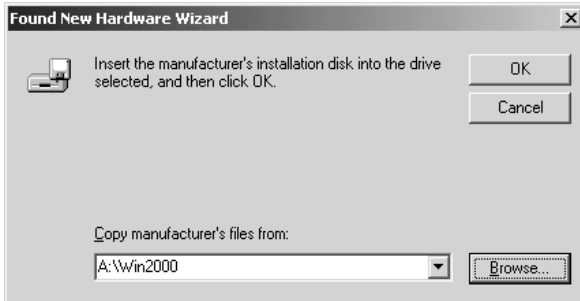 Found New Hardware Wizard
Insert the manufacturer's installation disk into the drive
selected, and then click OK.
OK
Cancel
Copy manufacturer's files from:
A:\Win2000
Browse...